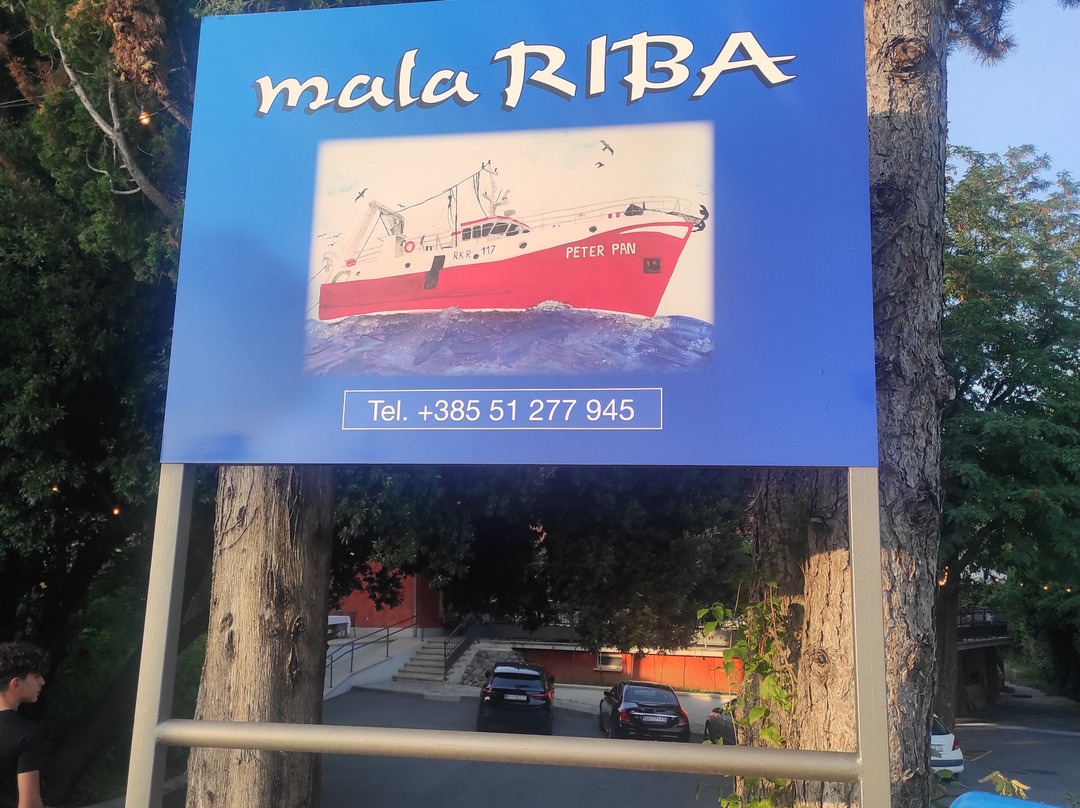 mala RIBA
RKR 117
PETER PAN
Tel. +385 51 277 945